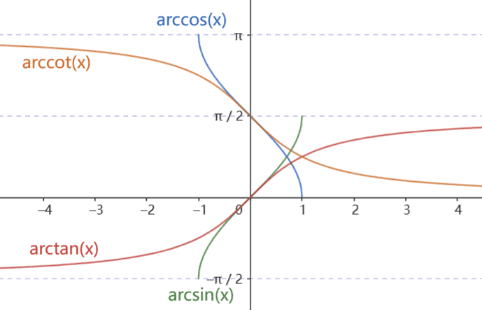 arccos(x)
π
arccot(x)
π / 2
−4 −3 −2 −1 0 1 2 3 4
arctan(x)
−π / 2
arcsin(x)